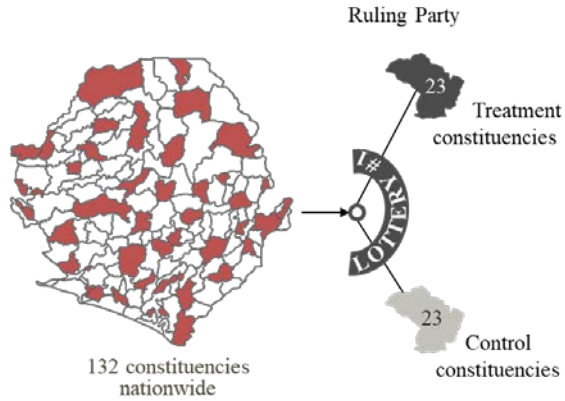 Ruling Party
23
Treatment
constituencies
LOTTERY #1
23
Control
constituencies
132 constituencies
nationwide